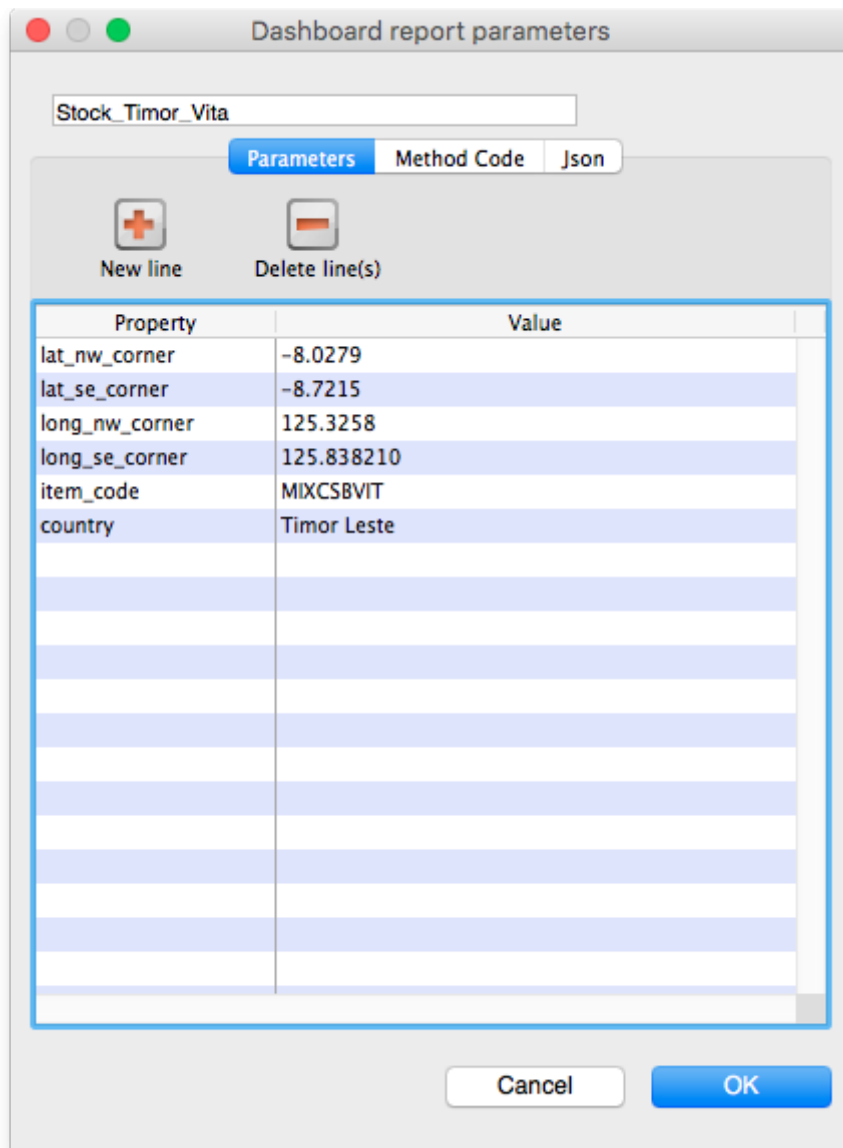 Dashboard report parameters
Stock_Timor_Vita
Parameters Method Code Json
New line Delete line(s)
Property Value
lat_nw_corner -8.0279
lat_se_corner -8.7215
long_nw_corner 125.3258
long_se_corner 125.838210
item_code MIXCSBVIT
country Timor Leste
Cancel OK